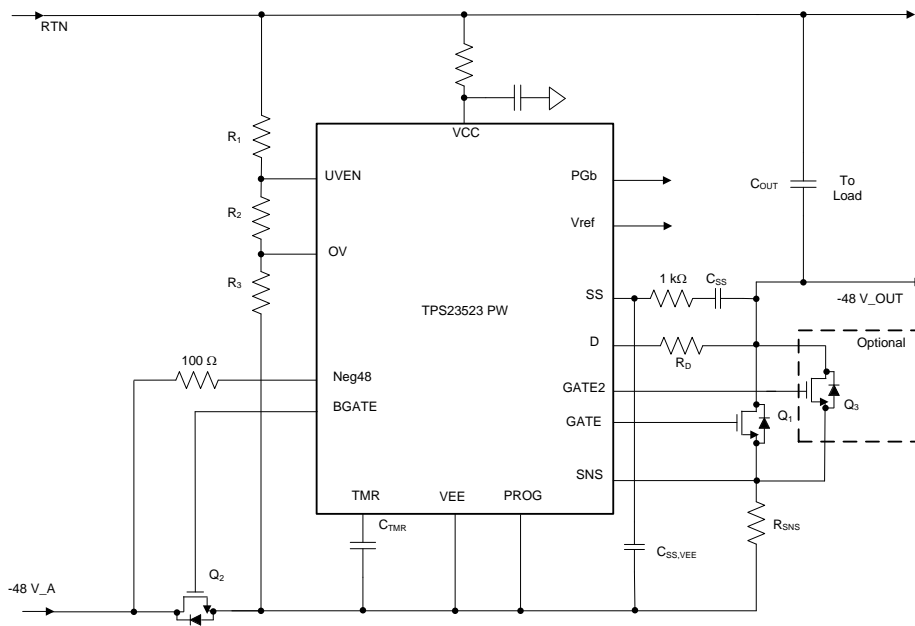 RTN
VCC
R1
UVEN
PGb
COUT
To
Load
R2
Vref
OV
R3
1 kΩ
CSS
SS
-48 V_OUT
TPS23523 PW
D
RD
Optional
100 Ω
Neg48
GATE2
BGATE
Q3
GATE
Q1
SNS
TMR
VEE
PROG
CTMR
RSNS
CSS,VEE
Q2
-48 V_A